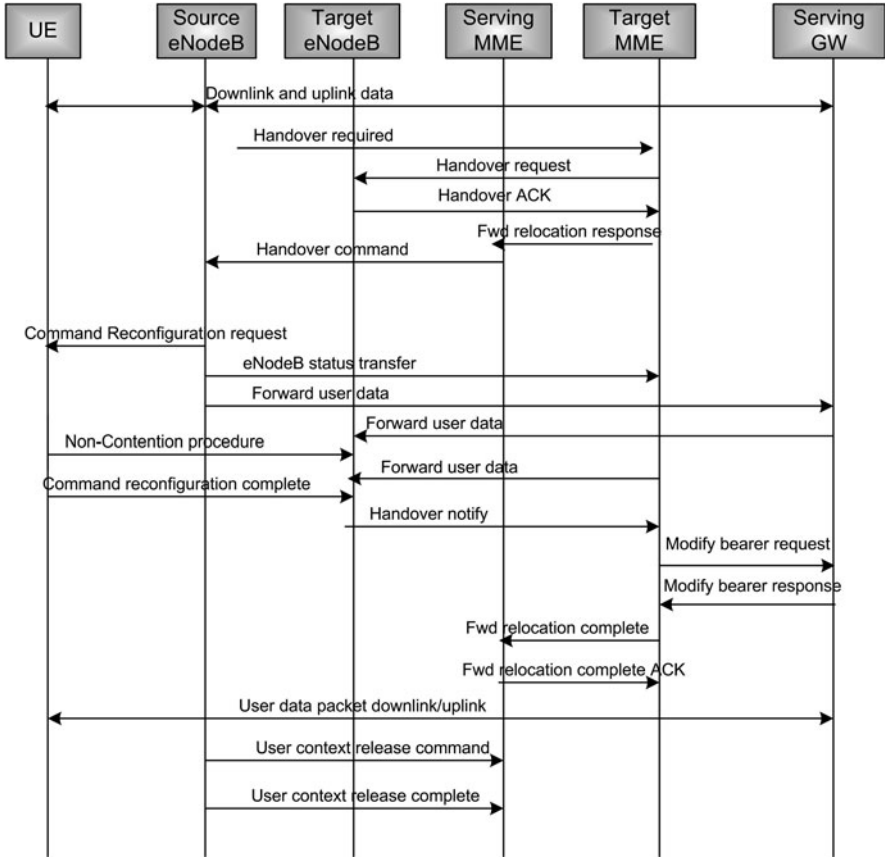 UE
Source
eNodeB
Target
eNodeB
Serving
MME
Target
MME
Serving
GW
Downlink and uplink data
Handover required
Handover request
Handover ACK
Fwd relocation response
Handover command
Command Reconfiguration request
eNodeB status transfer
Forward user data
Forward user data
Non-Contention procedure
Forward user data
Command reconfiguration complete
Handover notify
Modify bearer request
Modify bearer response
Fwd relocation complete
Fwd relocation complete ACK
User data packet downlink/uplink
User context release command
User context release complete